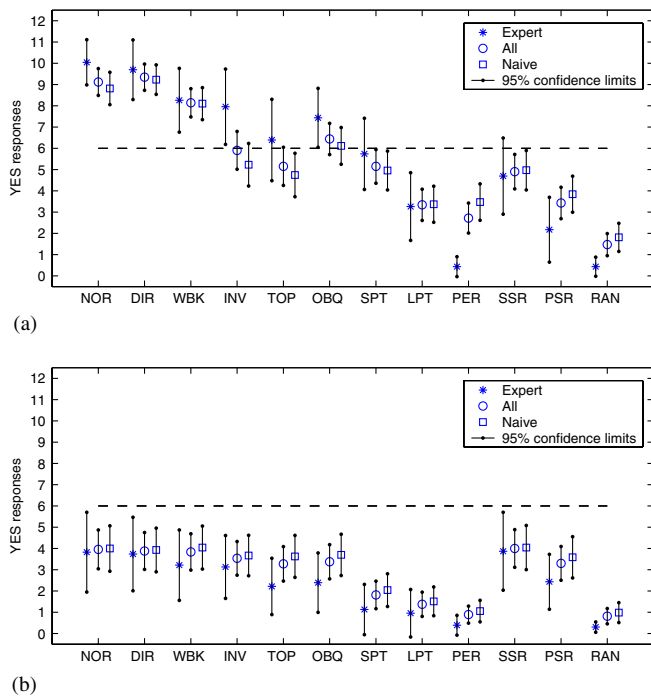 12
11
10
9
8
7
6
5
4
3
2
1
0
YES responses
Expert
All
Naive
95% confidence limits
NOR DIR WBK INV TOP OBQ SPT LPT PER SSR PSR RAN
(a)
12
11
10
9
8
7
6
5
4
3
2
1
0
YES responses
Expert
All
Naive
95% confidence limits
NOR DIR WBK INV TOP OBQ SPT LPT PER SSR PSR RAN
(b)